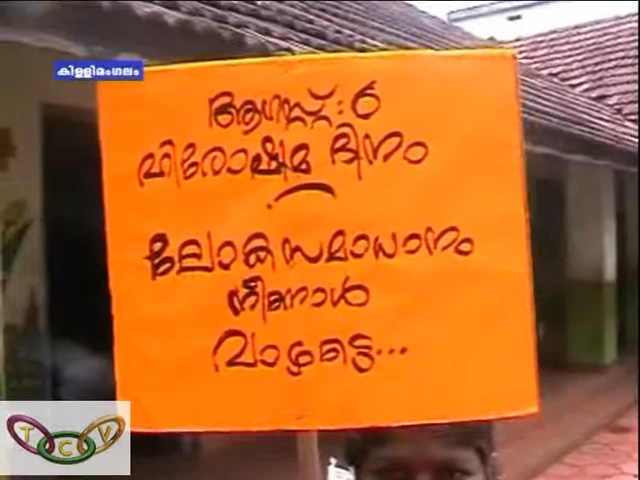 കിള്ളിമംഗലം
ആഗസ്റ്റ്: 6
ഹിരോഷിമ ദിനം
ലോകസമാധാനം
നീണാൾ
വാഴട്ടെ...
TCV